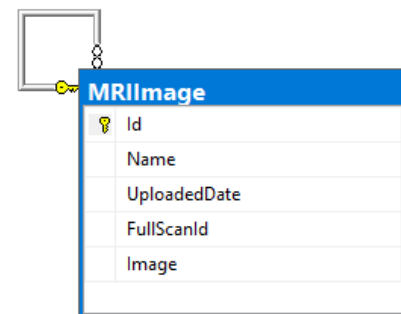 MRIImage
Id
Name
UploadedDate
FullScanId
Image